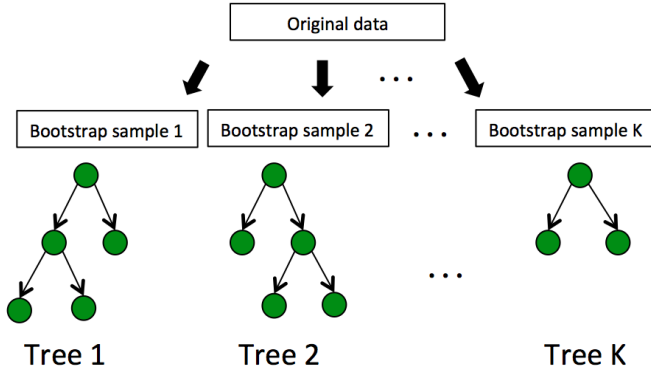 Original data
...
Bootstrap sample 1
Bootstrap sample 2
...
Bootstrap sample K
...
Tree 1
Tree 2
Tree K